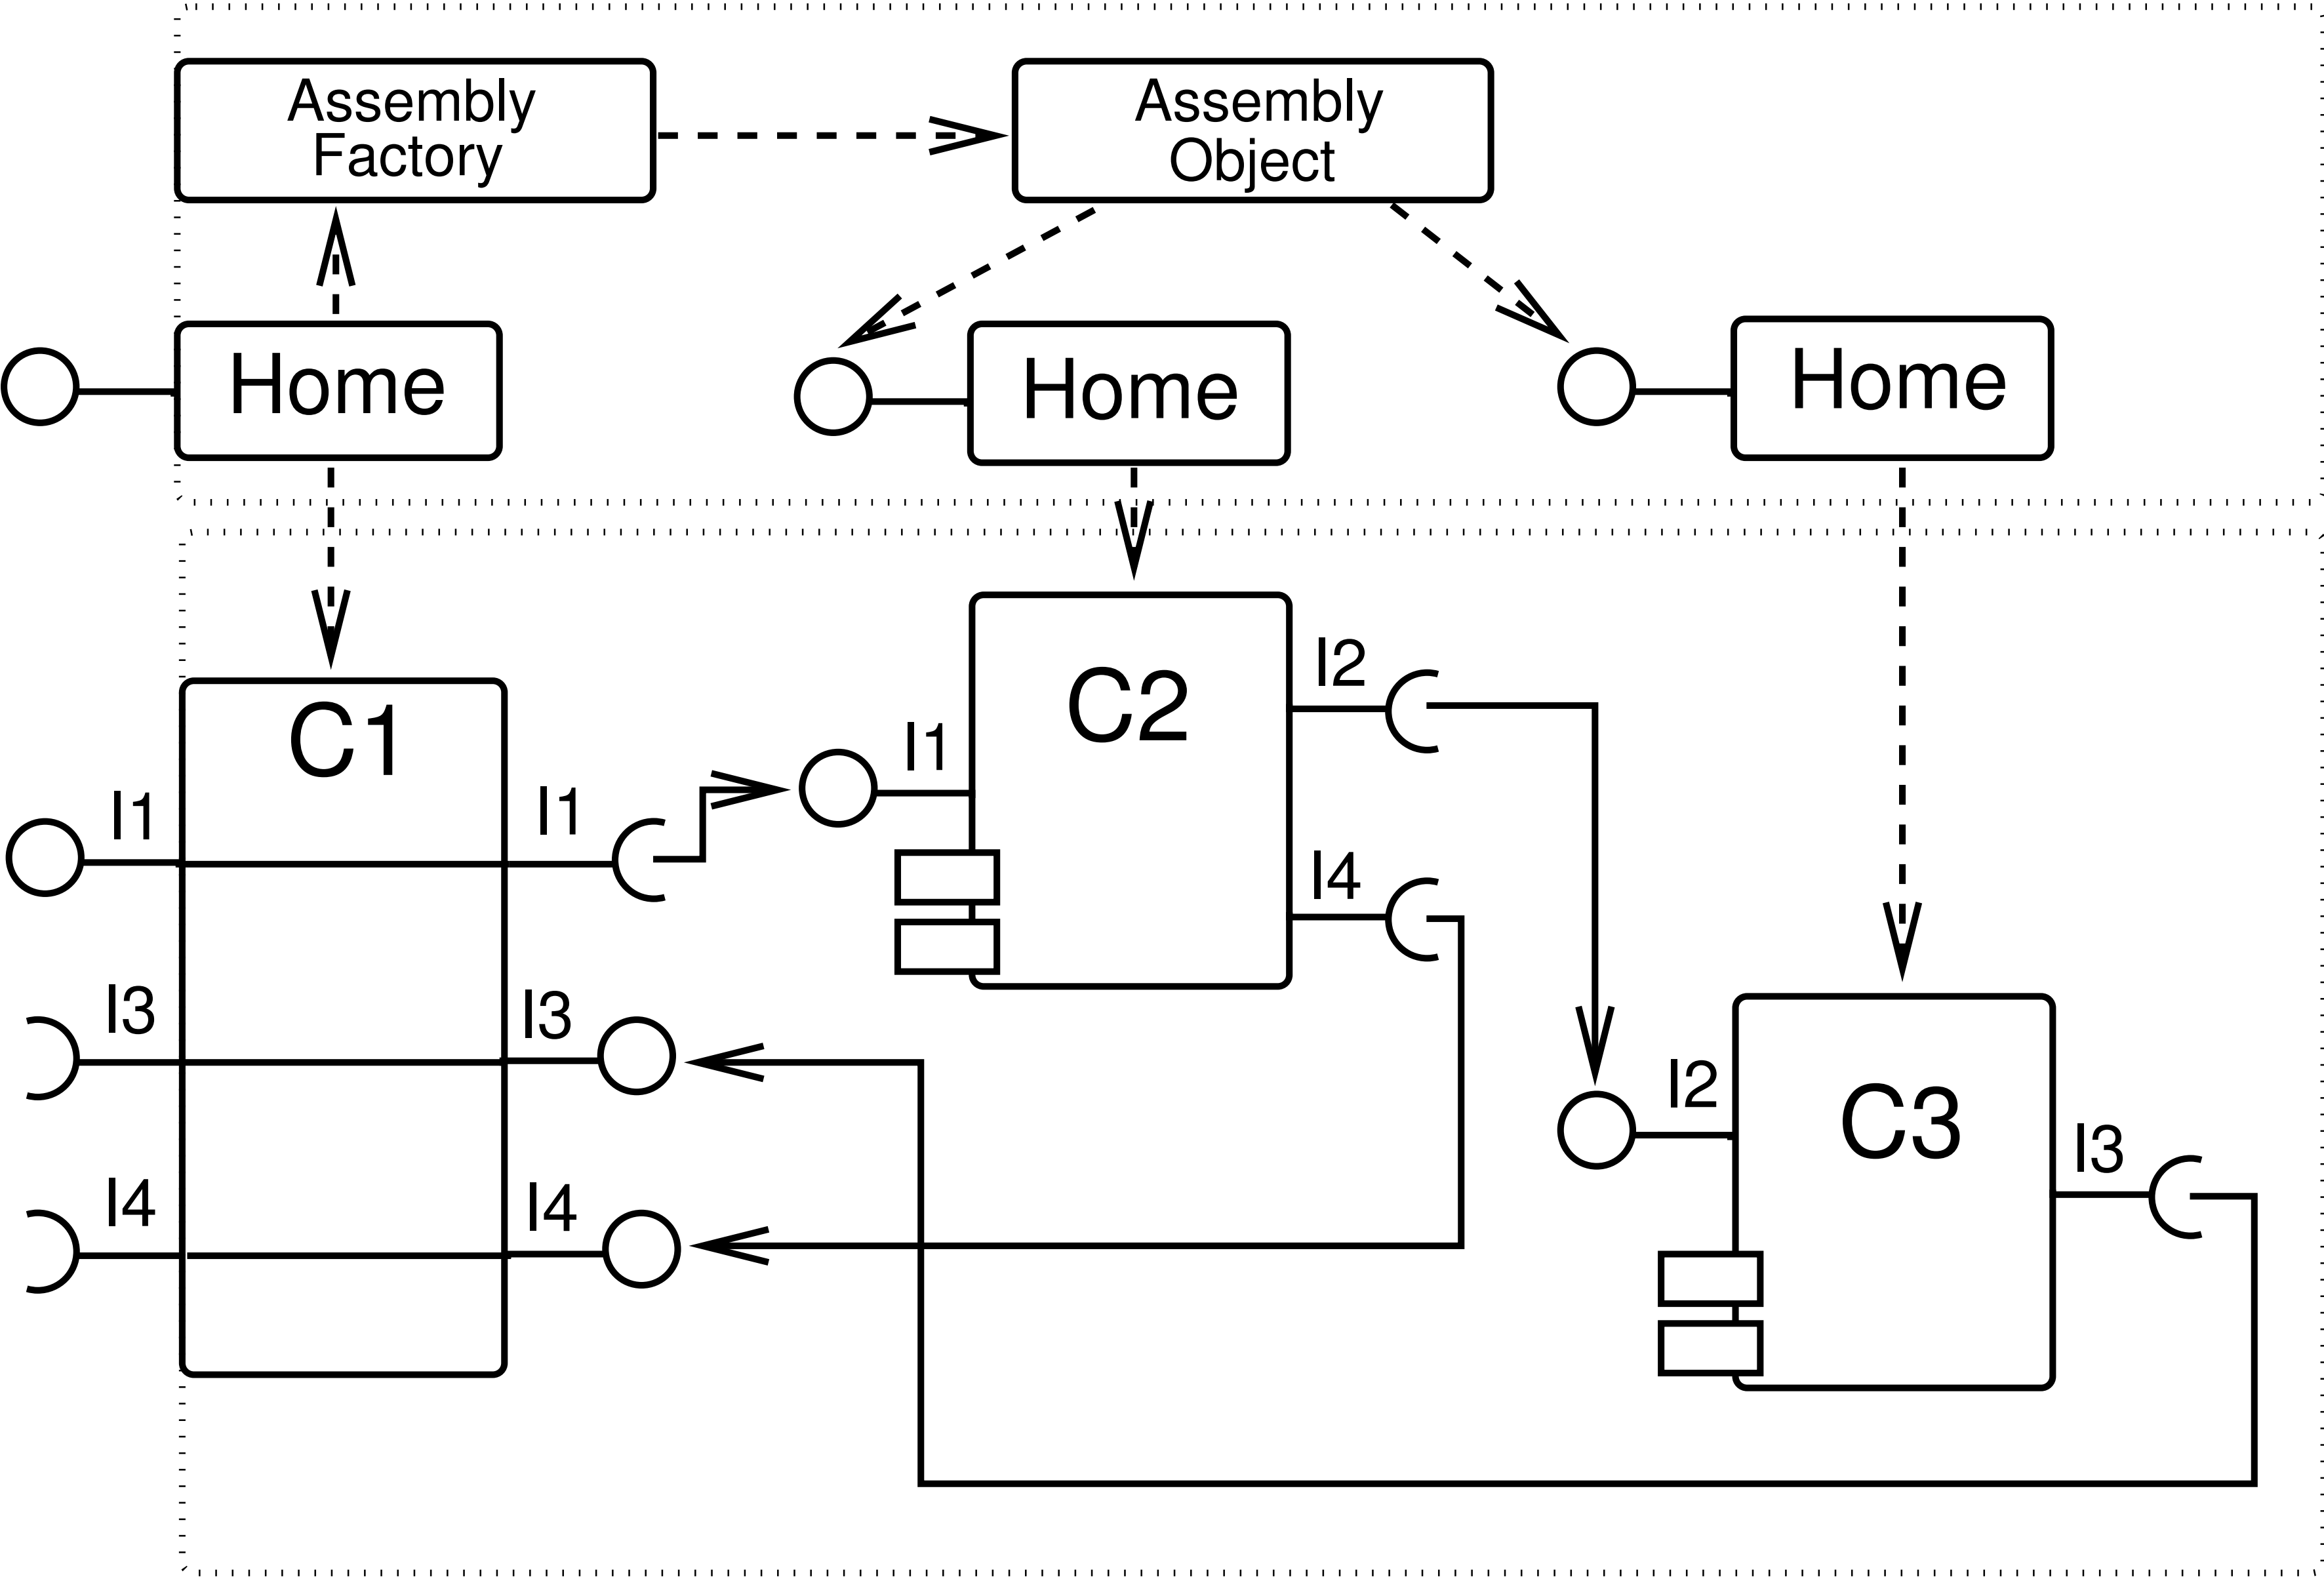 Assembly
Factory
Assembly
Object
Home
Home
Home
C1
C2
C3
I1
I1
I1
I2
I4
I3
I3
I2
I3
I4
I4